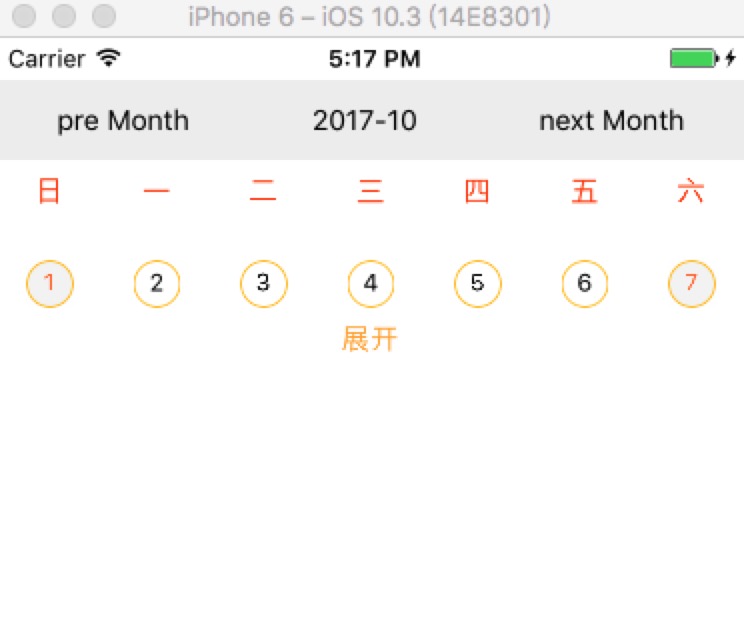 iPhone 6 – iOS 10.3 (14E8301)
Carrier 5:17 PM
pre Month 2017-10 next Month
日 一 二 三 四 五 六
1 2 3 4 5 6 7
展开